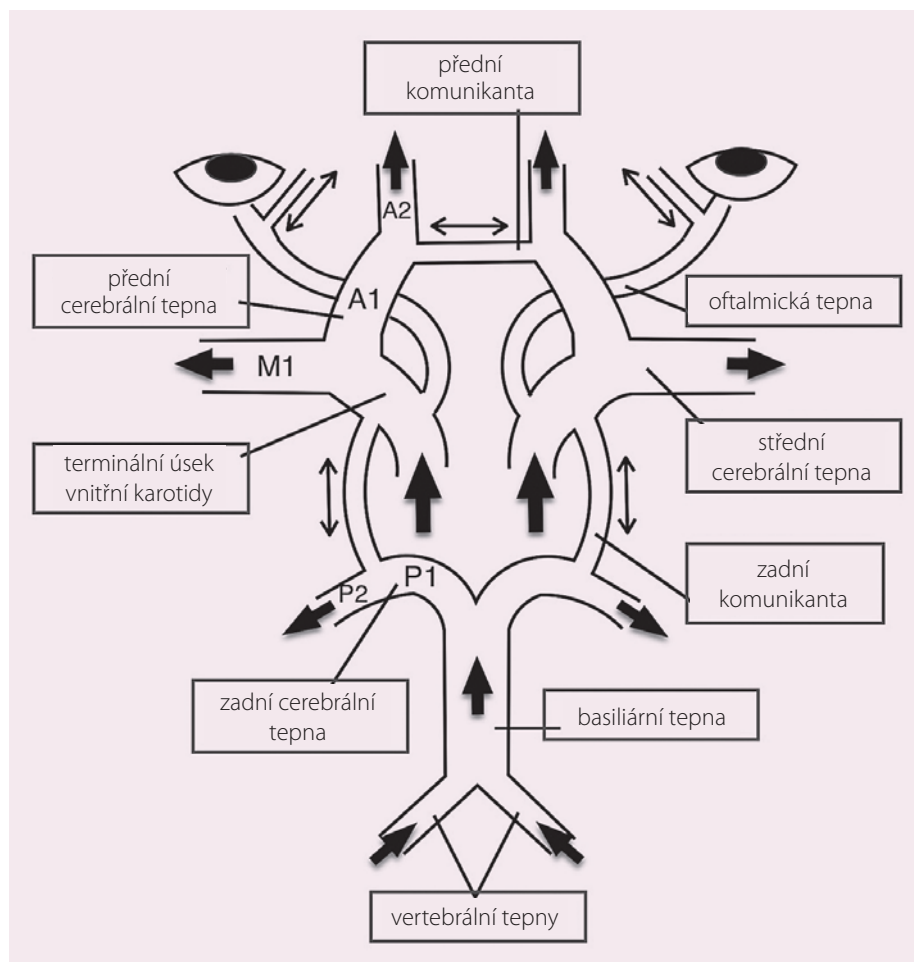 přední
komunikanta
A2
přední
cerebrální tepna
A1
oftalmická tepna
M1
terminální úsek
vnitřní karotidy
střední
cerebrální tepna
P1
P2
zadní
komunikanta
zadní cerebrální
tepna
basiliární tepna
vertebrální tepny